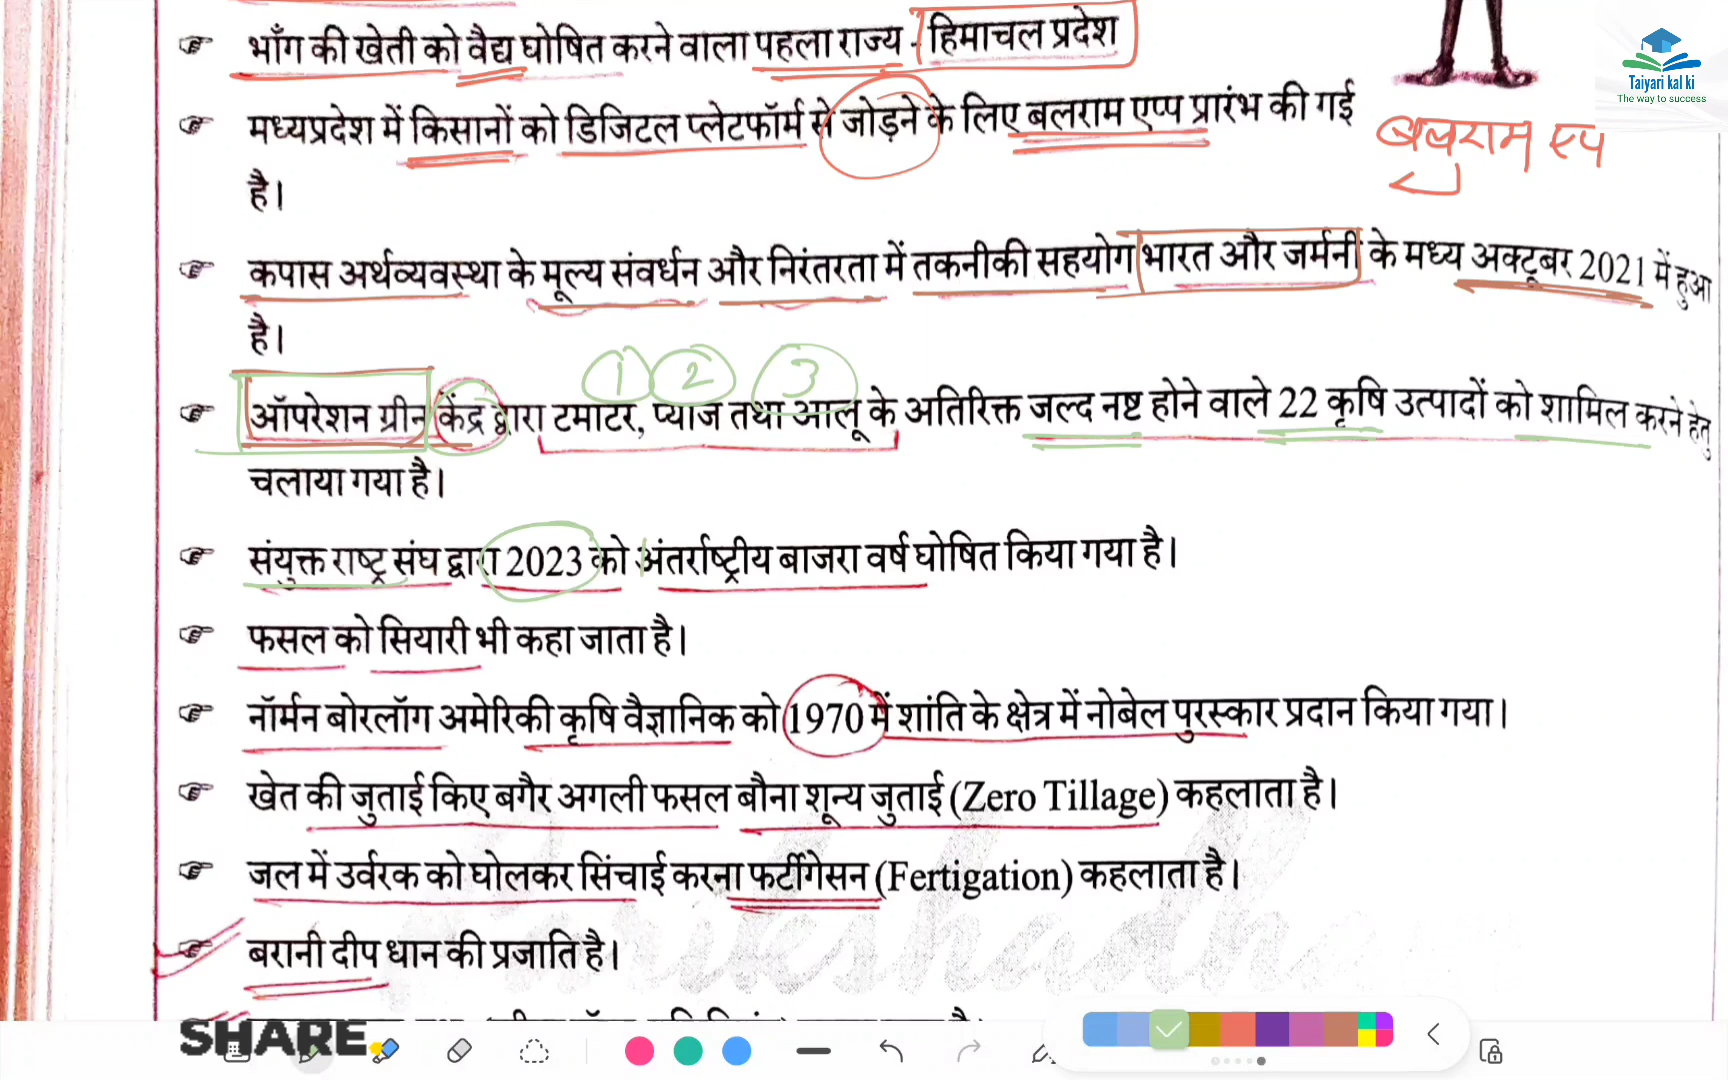 भाँग की खेती को वैद्य घोषित करने वाला पहला राज्य - हिमाचल प्रदेश
Taiyari kal ki
The way to success
मध्यप्रदेश में किसानों को डिजिटल प्लेटफॉर्म से जोड़ने के लिए बलराम एप्प प्रारंभ की गई
बलराम एप
है।
कपास अर्थव्यवस्था के मूल्य संवर्धन और निरंतरता में तकनीकी सहयोग भारत और जर्मनी के मध्य अक्टूबर 2021 में हुआ
है।
1 2 3
ऑपरेशन ग्रीन केंद्र द्वारा टमाटर, प्याज तथा आलू के अतिरिक्त जल्द नष्ट होने वाले 22 कृषि उत्पादों को शामिल करने हेतु
चलाया गया है।
संयुक्त राष्ट्र संघ द्वारा 2023 को अंतर्राष्ट्रीय बाजरा वर्ष घोषित किया गया है।
फसल को सियारी भी कहा जाता है।
नॉर्मन बोरलॉग अमेरिकी कृषि वैज्ञानिक को 1970 में शांति के क्षेत्र में नोबेल पुरस्कार प्रदान किया गया।
खेत की जुताई किए बगैर अगली फसल बौना शून्य जुताई (Zero Tillage) कहलाता है।
जल में उर्वरक को घोलकर सिंचाई करना फर्टीगेसन (Fertigation) कहलाता है।
बरानी दीप धान की प्रजाति है।
SHARE